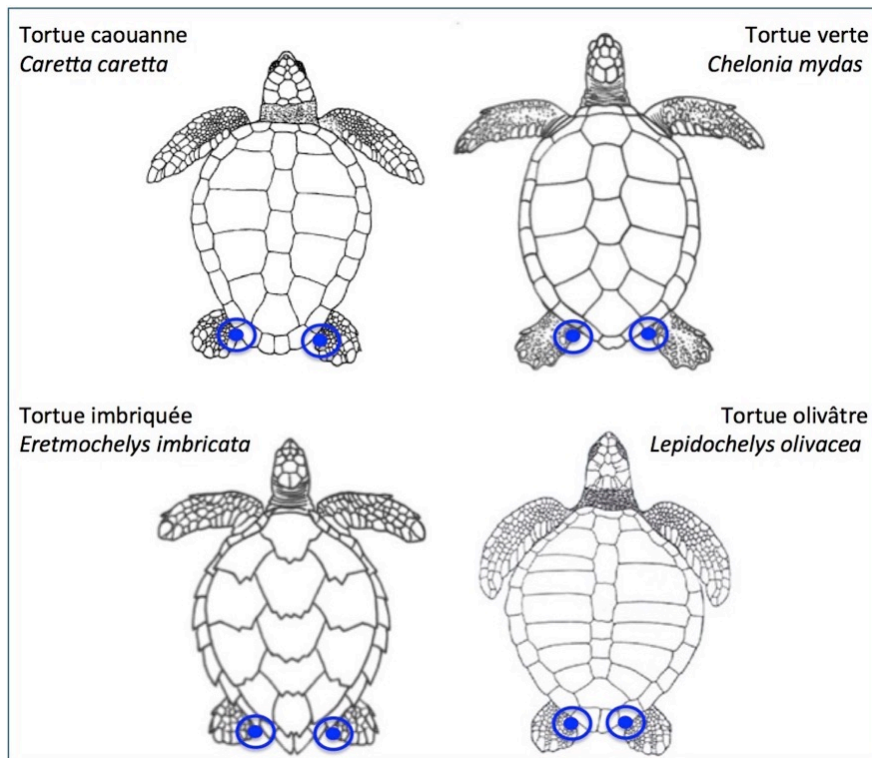 Tortue caouanne
Caretta caretta
Tortue verte
Chelonia mydas
Tortue imbriquée
Eretmochelys imbricata
Tortue olivâtre
Lepidochelys olivacea